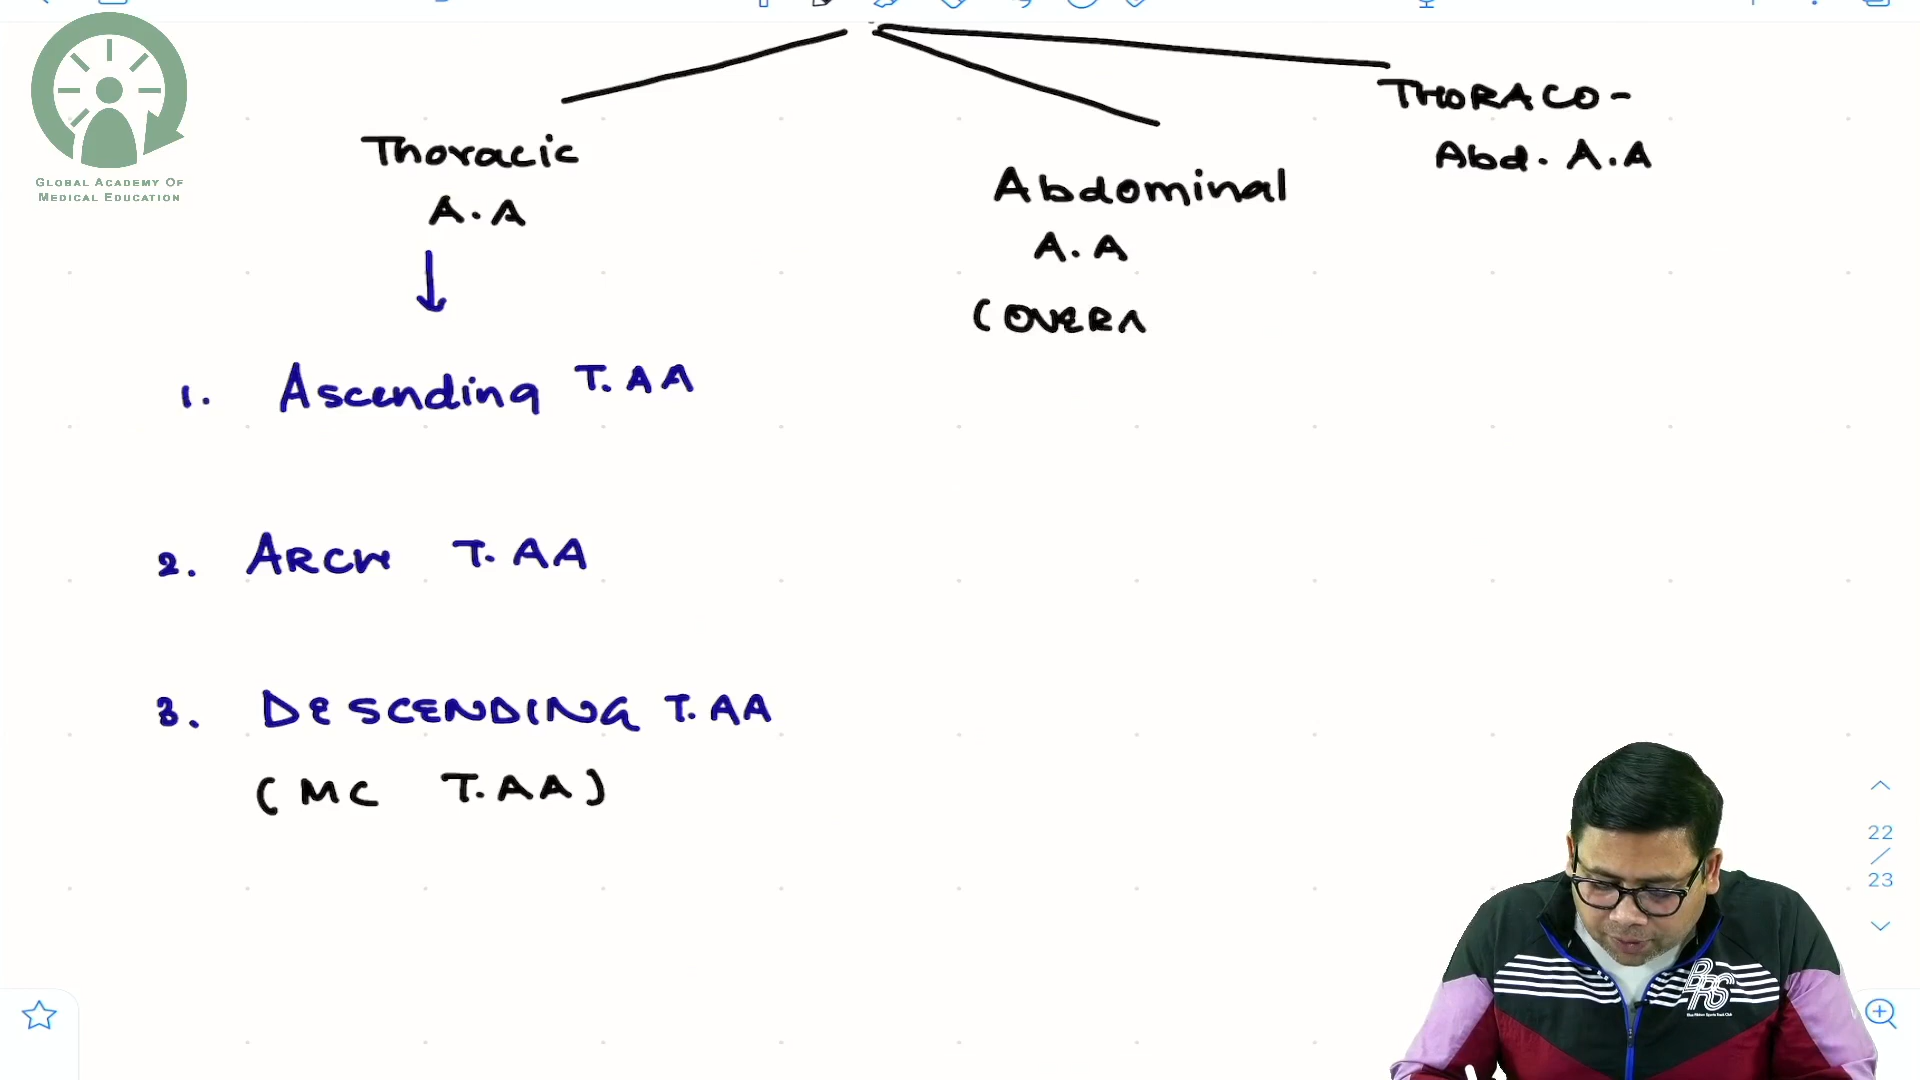 GLOBAL ACADEMY OF
MEDICAL EDUCATION
Thoracic
A.A
Abdominal
A.A
(OVERA
THORACO-
Abd. A.A
1. Ascending T.AA
2. ARCH T.AA
3. DESCENDING T.AA
(MC T.AA)
22
/
23
BRS